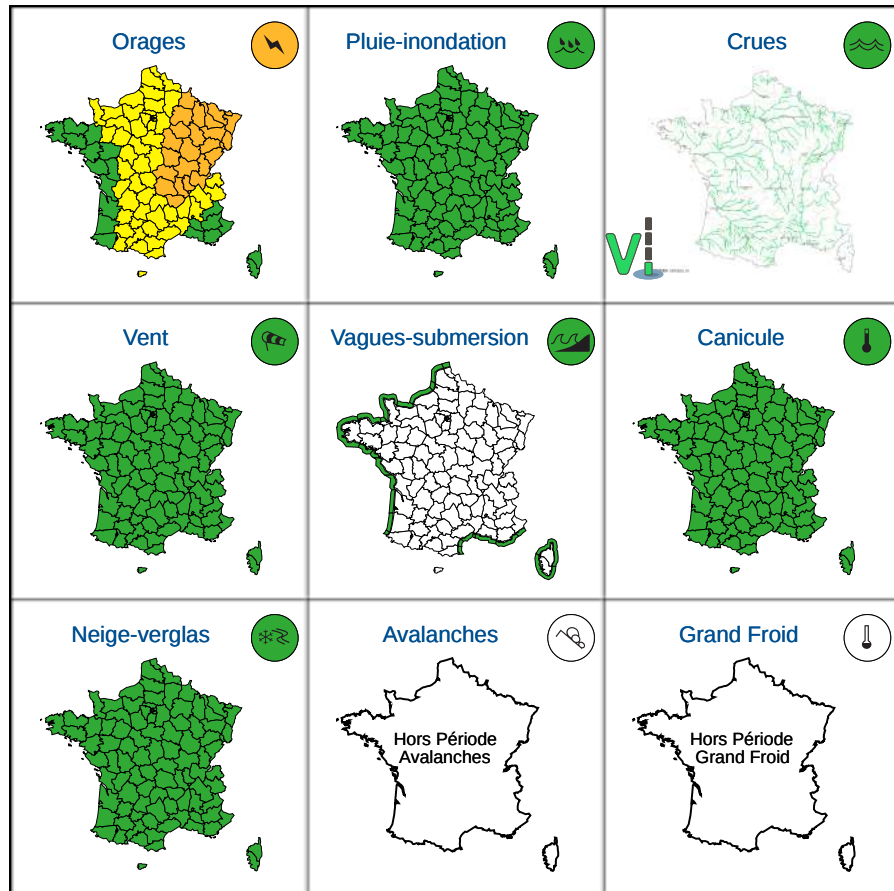 Orages
Pluie-inondation
Crues
Vent
Vagues-submersion
Canicule
Neige-verglas
Avalanches
Grand Froid
Hors Période
Avalanches
Hors Période
Grand Froid